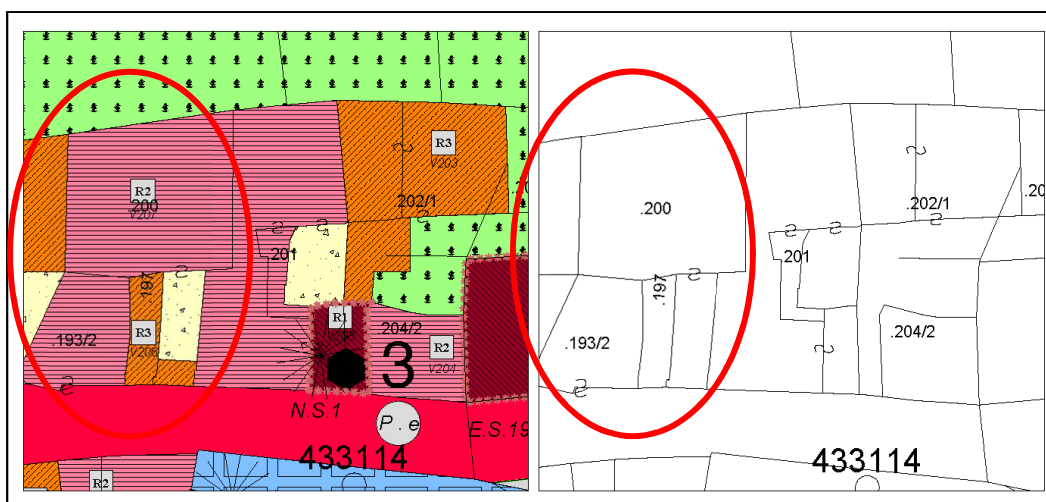 R3
V203
R2
.200
V207
.202/1
.20
.201
.197
R1
.204/2
R3
V206
.193/2
R2
V204
3
N.S.1
P.e
E.S.19
433114
R2
.200
.202/1
.20
.201
.197
.193/2
.204/2
433114